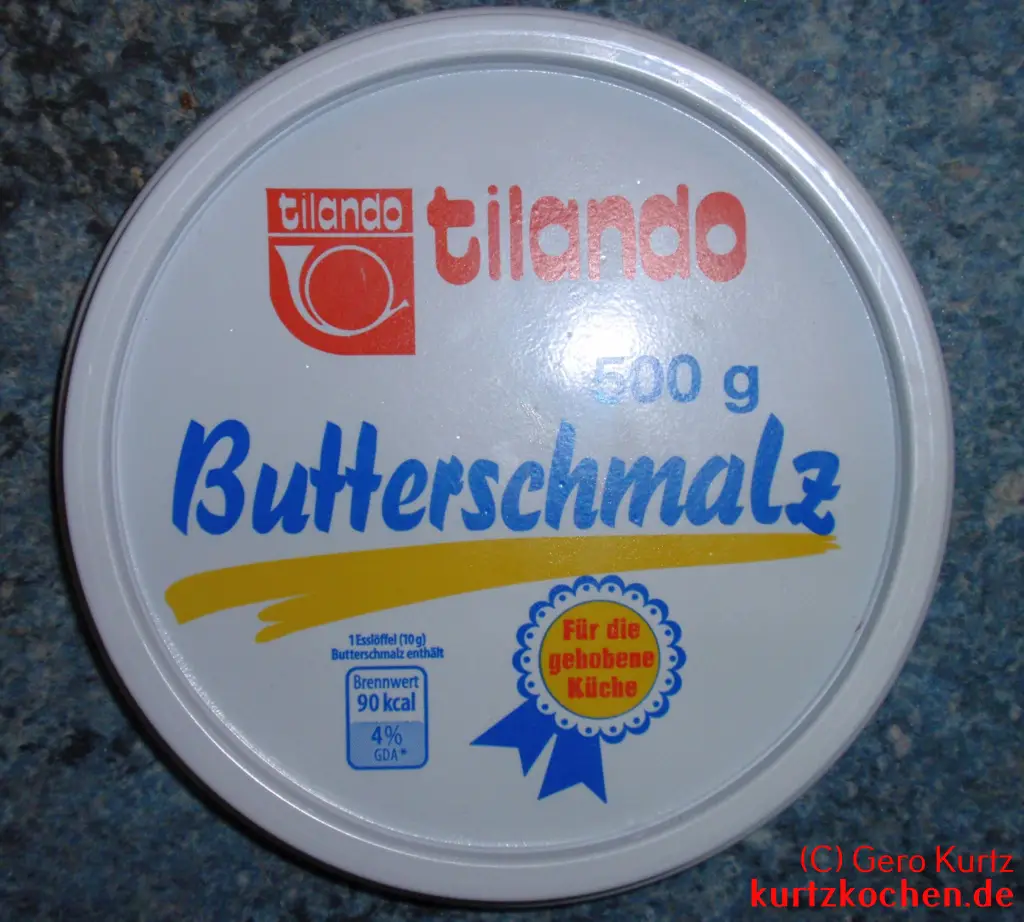 tilando
tilando
500 g
Butterschmalz
1 Esslöffel (10 g)
Butterschmalz enthält
Brennwert
90 kcal
4%
GDA*
Für die
gehobene
Küche
(C) Gero Kurtz
kurtzkochen.de